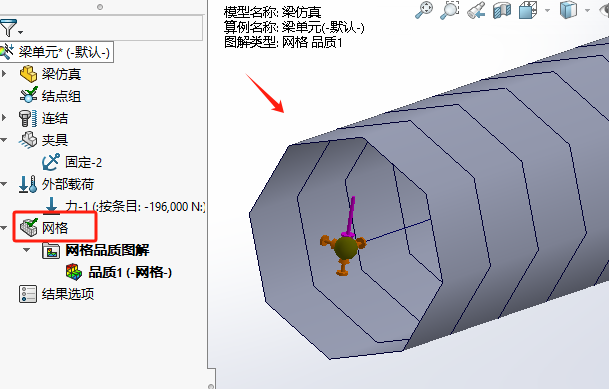 模型名称: 梁仿真
算例名称: 梁单元(-默认-)
图解类型: 网格 品质1
梁单元* (-默认-)
梁仿真
结点组
连结
夹具
固定-2
外部载荷
力-1 (:按条目: -196,000 N:)
网格
网格品质图解
品质1 (-网格-)
结果选项